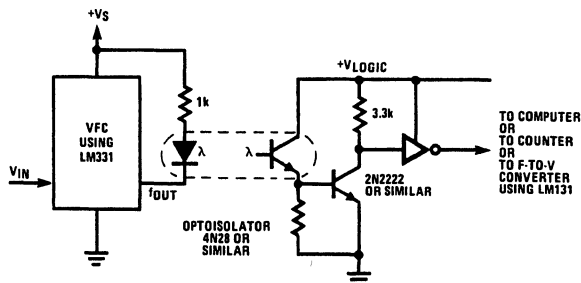 +VS
VFC
USING
LM331
1k
λ
λ
VIN
fOUT
OPTOISOLATOR
4N28 OR
SIMILAR
+VLOGIC
3.3k
2N2222
OR SIMILAR
TO COMPUTER
OR
TO COUNTER
OR
TO F-TO-V
CONVERTER
USING LM131